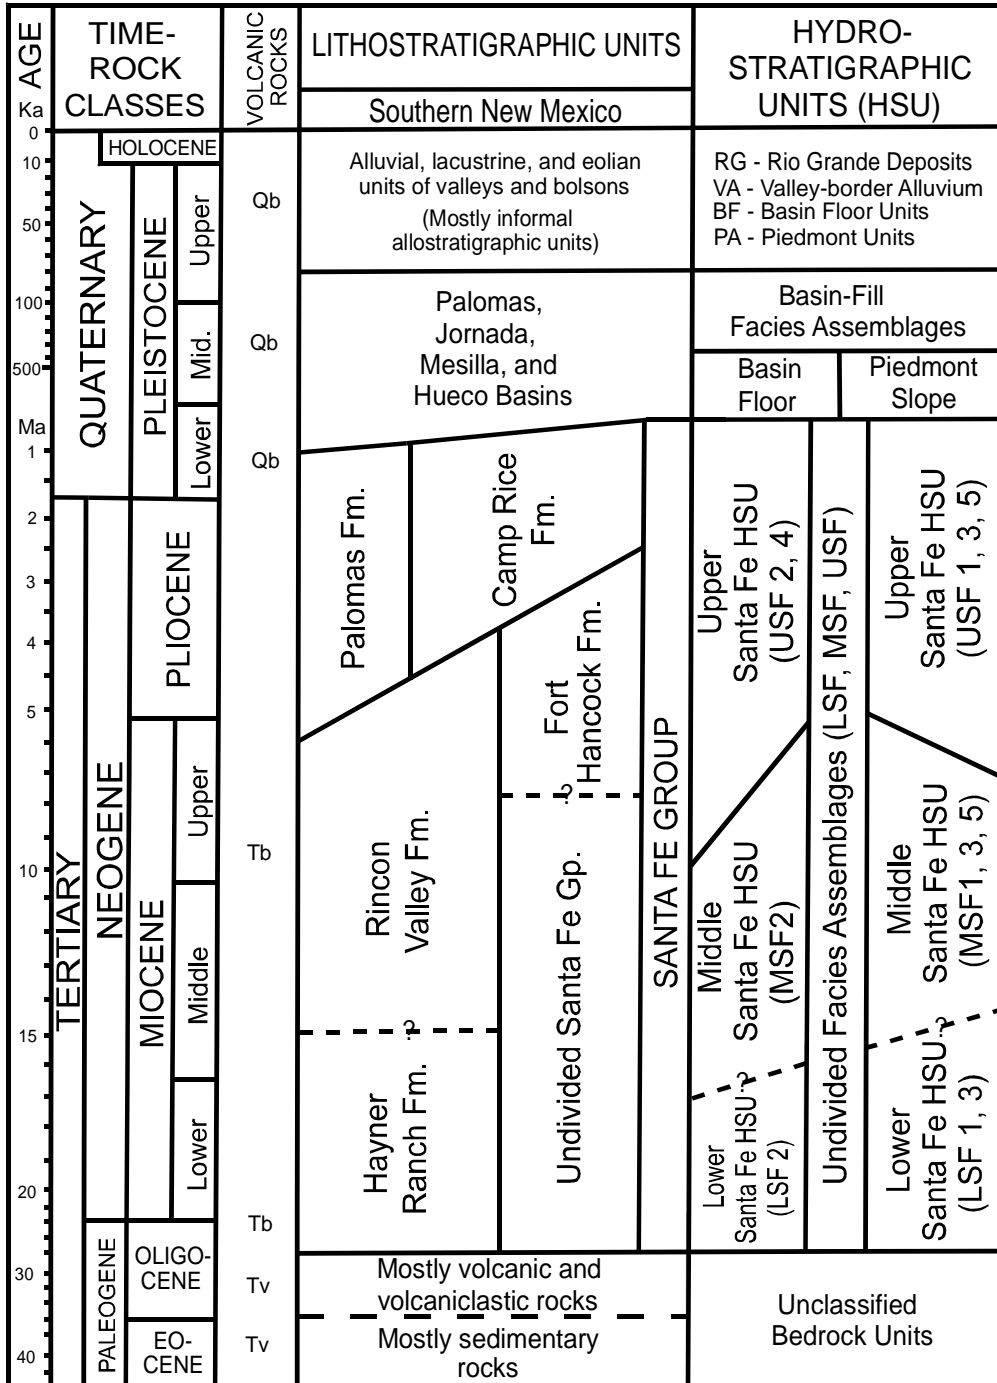 AGE
Ka
TIME-
ROCK
CLASSES
VOLCANIC
ROCKS
LITHOSTRATIGRAPHIC UNITS
Southern New Mexico
HYDRO-
STRATIGRAPHIC
UNITS (HSU)
0
10
50
100
500
Ma
1
2
3
4
5
10
15
20
30
40
QUATERNARY
HOLOCENE
PLEISTOCENE
Upper
Mid.
Lower
TERTIARY
NEOGENE
PLIOCENE
MIOCENE
Upper
Middle
Lower
PALEOGENE
OLIGO-
CENE
EO-
CENE
Qb
Qb
Qb
Tb
Tb
Tv
Tv
Alluvial, lacustrine, and eolian
units of valleys and bolsons
(Mostly informal
allostratigraphic units)
Palomas,
Jornada,
Mesilla, and
Hueco Basins
Palomas Fm.
Camp Rice
Fm.
Fort
Hancock Fm.
?
Rincon
Valley Fm.
?
Hayner
Ranch Fm.
Undivided Santa Fe Gp.
SANTA FE GROUP
Mostly volcanic and
volcaniclastic rocks
Mostly sedimentary
rocks
RG - Rio Grande Deposits
VA - Valley-border Alluvium
BF - Basin Floor Units
PA - Piedmont Units
Basin-Fill
Facies Assemblages
Basin
Floor
Piedmont
Slope
Upper
Santa Fe HSU
(USF 2, 4)
Middle
Santa Fe HSU
(MSF2)
?
Lower
Santa Fe HSU
(LSF 2)
Undivided Facies Assemblages (LSF, MSF, USF)
Upper
Santa Fe HSU
(USF 1, 3, 5)
Middle
Santa Fe HSU
(MSF1, 3, 5)
?
Lower
Santa Fe HSU
(LSF 1, 3)
Unclassified
Bedrock Units